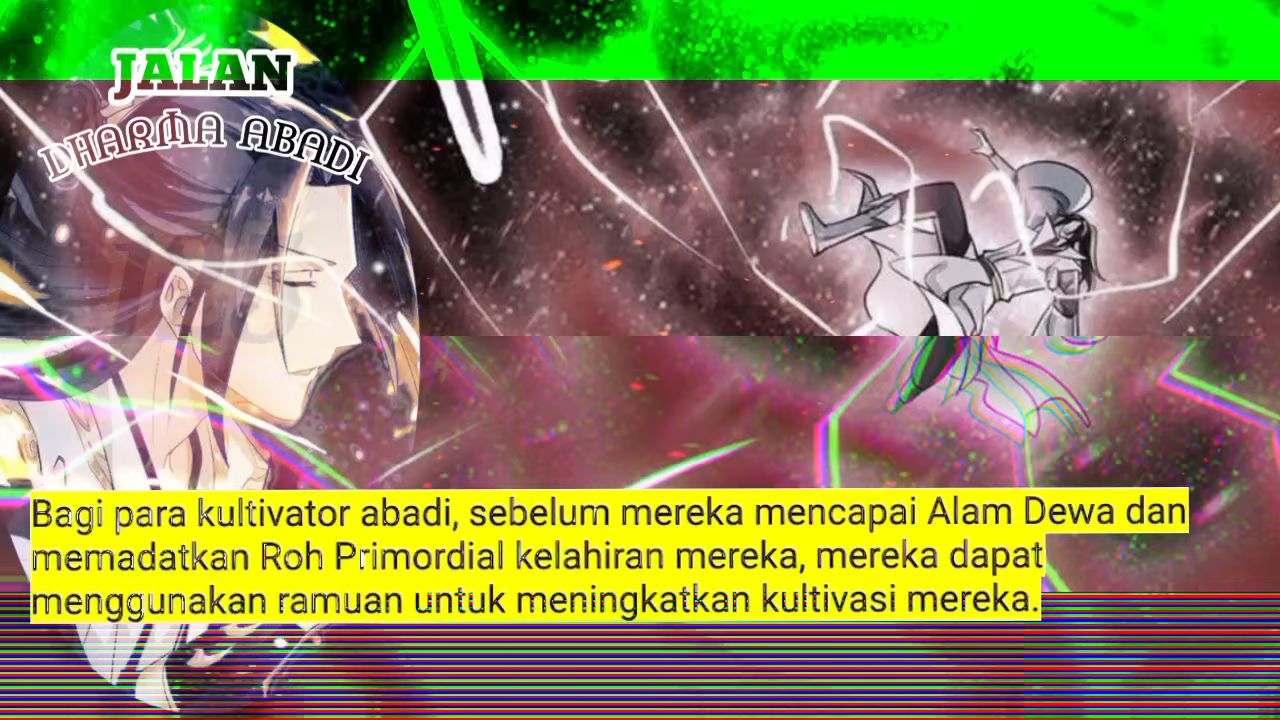 JALAN
DHARMA ABADI
Bagi para kultivator abadi, sebelum mereka mencapai Alam Dewa dan
memadatkan Roh Primordial kelahiran mereka, mereka dapat
menggunakan ramuan untuk meningkatkan kultivasi mereka.